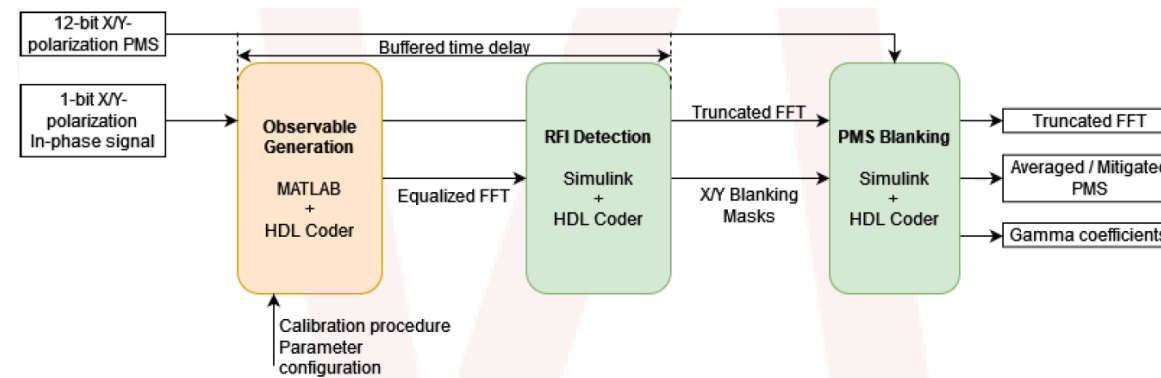 12-bit X/Y-
polarization PMS
Buffered time delay
1-bit X/Y-
polarization
In-phase signal
Observable
Generation
MATLAB
+
HDL Coder
Equalized FFT
RFI Detection
Simulink
+
HDL Coder
Truncated FFT
X/Y Blanking
Masks
PMS Blanking
Simulink
+
HDL Coder
Truncated FFT
Averaged / Mitigated
PMS
Gamma coefficients
Calibration procedure
Parameter
configuration